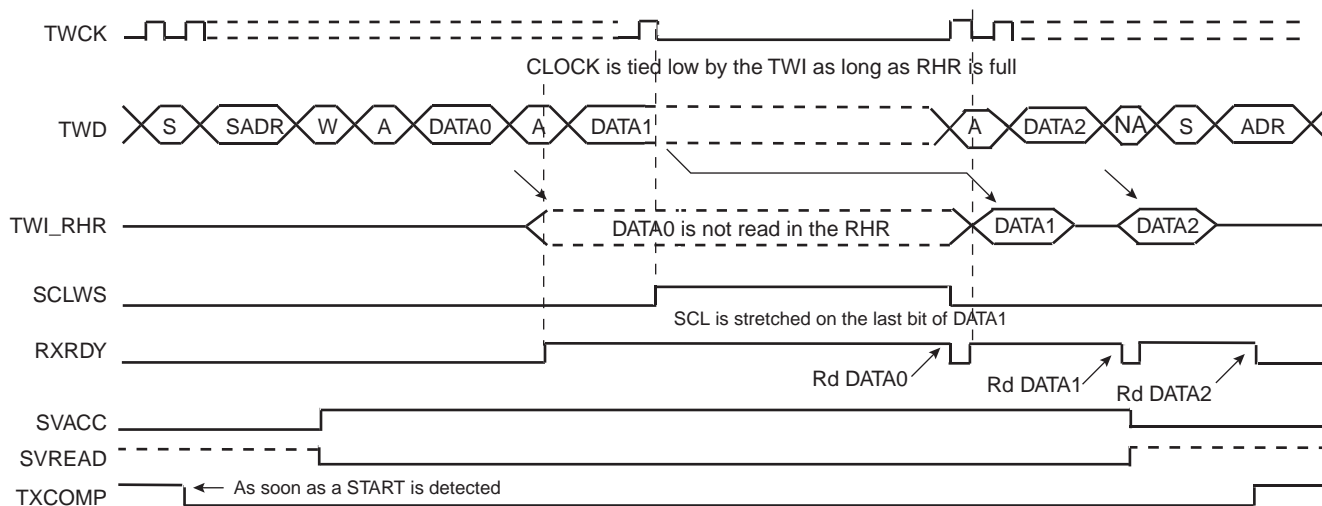 TWCK
CLOCK is tied low by the TWI as long as RHR is full
TWD S SADR W A DATA0 A DATA1 A DATA2 NA S ADR
TWI_RHR DATA0 is not read in the RHR DATA1 DATA2
SCLWS
SCL is stretched on the last bit of DATA1
RXRDY
Rd DATA0 Rd DATA1 Rd DATA2
SVACC
SVREAD
As soon as a START is detected
TXCOMP